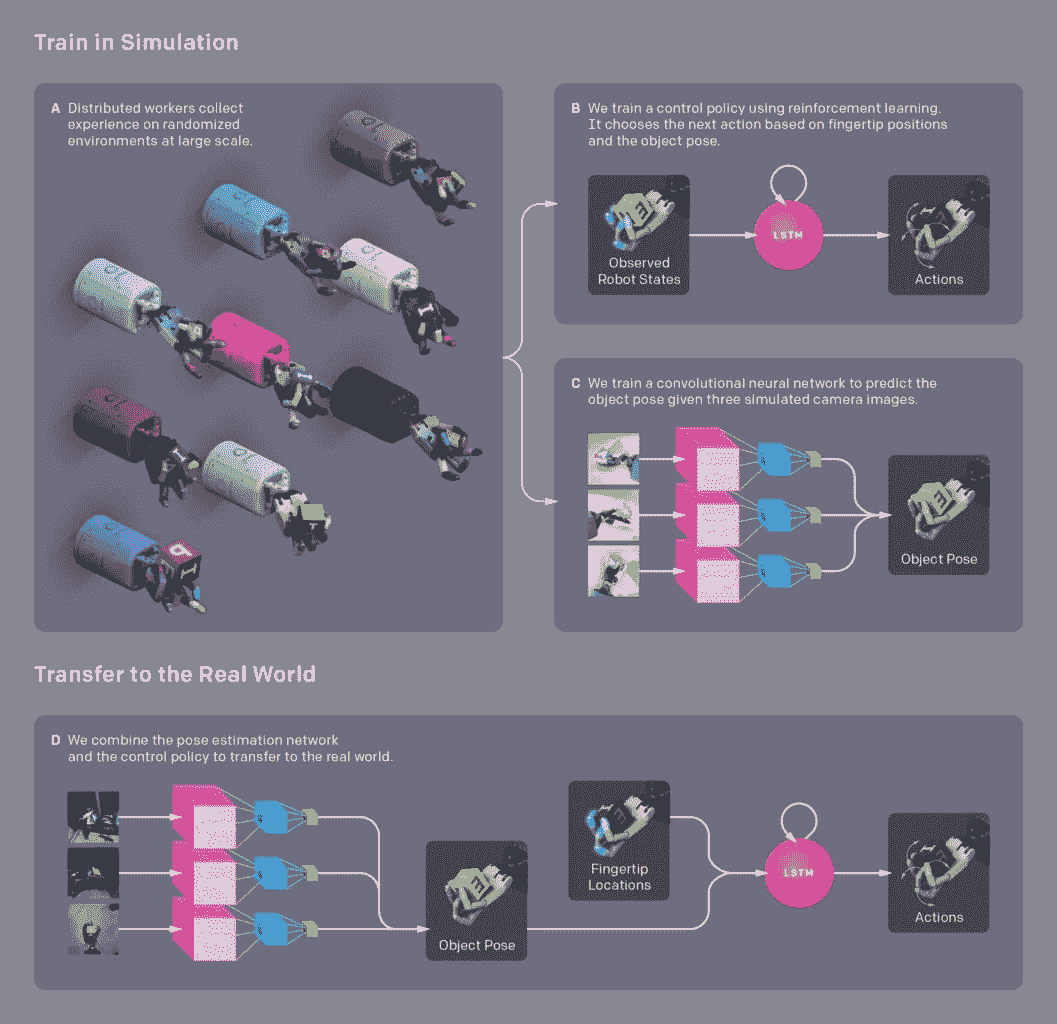 Train in Simulation
A Distributed workers collect
experience on randomized
environments at large scale.
B We train a control policy using reinforcement learning.
It chooses the next action based on fingertip positions
and the object pose.
Observed
Robot States
LSTM
Actions
C We train a convolutional neural network to predict the
object pose given three simulated camera images.
Object Pose
Transfer to the Real World
D We combine the pose estimation network
and the control policy to transfer to the real world.
Object Pose
Fingertip
Locations
LSTM
Actions